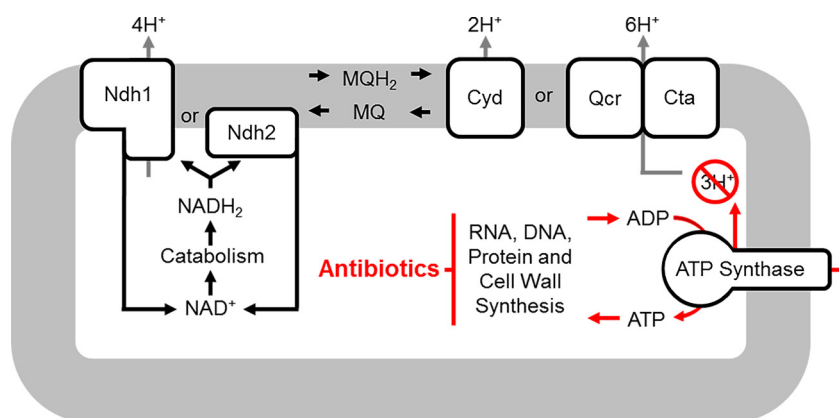 4H⁺
2H⁺
6H⁺
Ndh1
or
Ndh2
MQH₂
MQ
Cyd
or
Qcr
Cta
3H⁺
NADH₂
Catabolism
NAD⁺
Antibiotics
RNA, DNA,
Protein and
Cell Wall
Synthesis
ADP
ATP Synthase
ATP